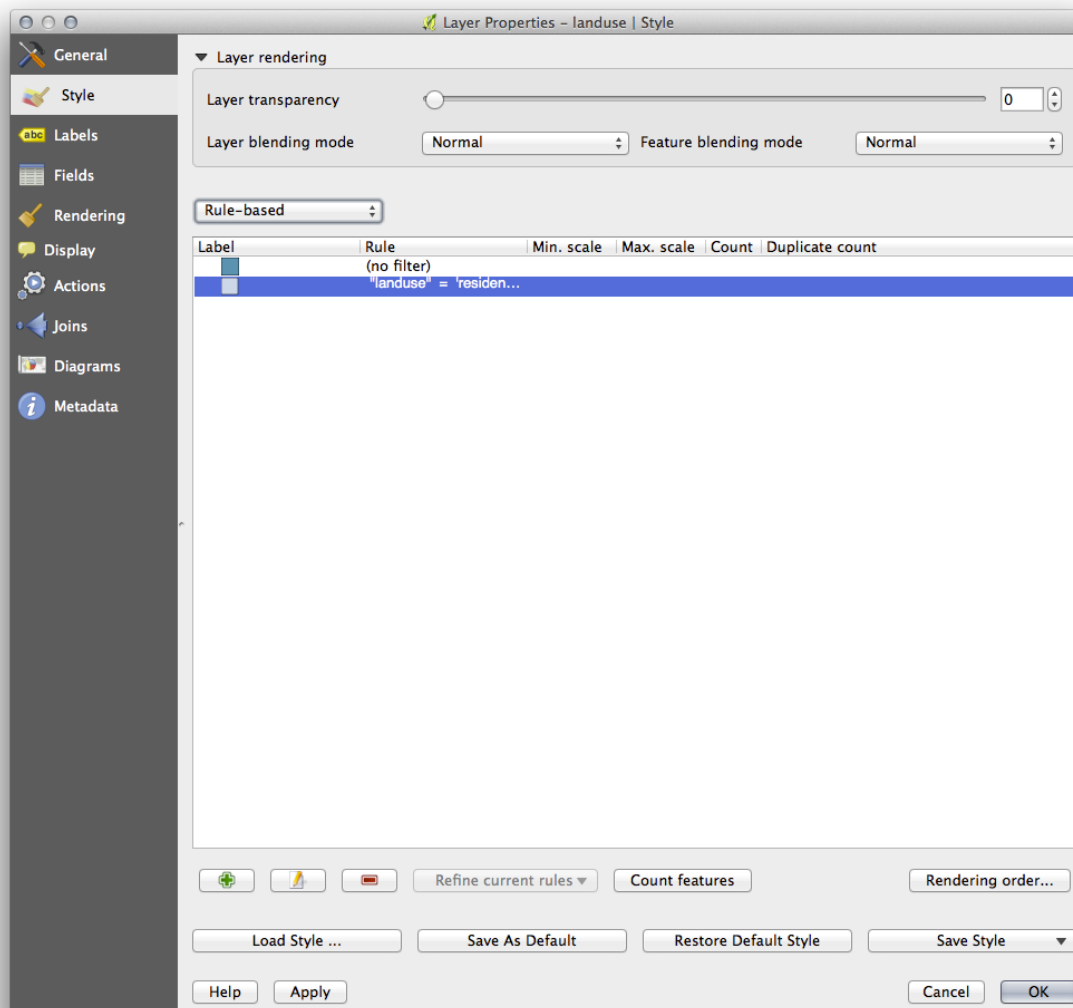 Layer Properties - landuse | Style
General
Style
abc Labels
Fields
Rendering
Display
Actions
Joins
Diagrams
i Metadata
Layer rendering
Layer transparency 0
Layer blending mode Normal Feature blending mode Normal
Rule-based
Label Rule Min. scale Max. scale Count Duplicate count
(no filter)
"landuse" = 'residen...
Refine current rules Count features Rendering order...
Load Style ... Save As Default Restore Default Style Save Style
Help Apply Cancel OK